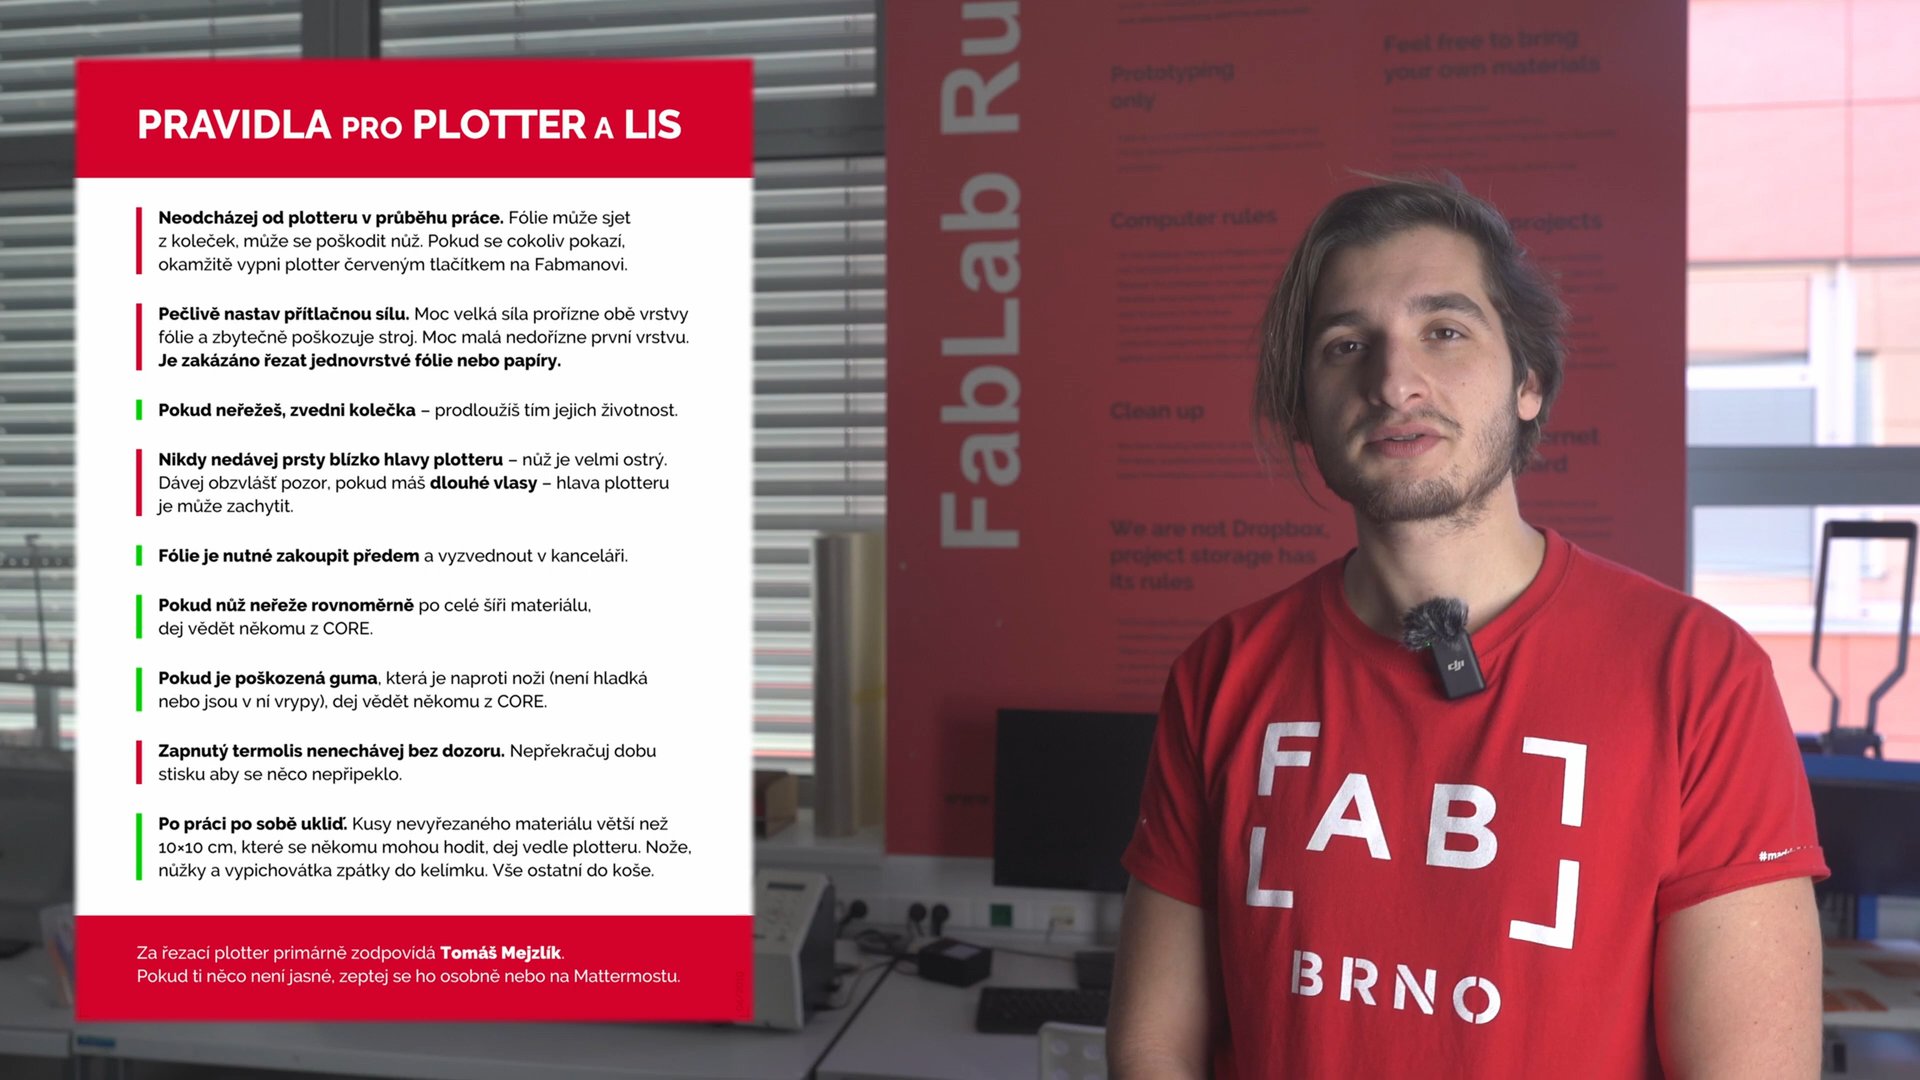 PRAVIDLA PRO PLOTTER A LIS
Neodcházej od plotteru v průběhu práce. Fólie může sjet
z koleček, může se poškodit nůž. Pokud se cokoliv pokazí,
okamžitě vypni plotter červeným tlačítkem na Fabmanovi.
Pečlivě nastav přítlačnou sílu. Moc velká síla prořízne obě vrstvy
fólie a zbytečně poškozuje stroj. Moc malá nedořízne první vrstvu.
Je zakázáno řezat jednovrstvé fólie nebo papíry.
Pokud neřežeš, zvedni kolečka – prodloužíš tím jejich životnost.
Nikdy nedávej prsty blízko hlavy plotteru – nůž je velmi ostrý.
Dávej obzvlášť pozor, pokud máš dlouhé vlasy – hlava plotteru
je může zachytit.
Fólie je nutné zakoupit předem a vyzvednout v kanceláři.
Pokud nůž neřeže rovnoměrně po celé šíři materiálu,
dej vědět někomu z CORE.
Pokud je poškozená guma, která je naproti noži (není hladká
nebo jsou v ní vrypy), dej vědět někomu z CORE.
Zapnutý termolis nenechávej bez dozoru. Nepřekračuj dobu
stisku aby se něco nepřipeklo.
Po práci po sobě ukliď. Kusy nevyřezaného materiálu větší než
10×10 cm, které se někomu mohou hodit, dej vedle plotteru. Nože,
nůžky a vypichovátka zpátky do kelímku. Vše ostatní do koše.
Za řezací plotter primárně zodpovídá Tomáš Mejzlík.
Pokud ti něco není jasné, zeptej se ho osobně nebo na Mattermostu.
FabLab Ru
Prototyping
only
Computer rules
Clean up
We are not Dropbox,
project storage has
its rules
Feel free to bring
your own materials
projects
dji
FAB
L
BRNO